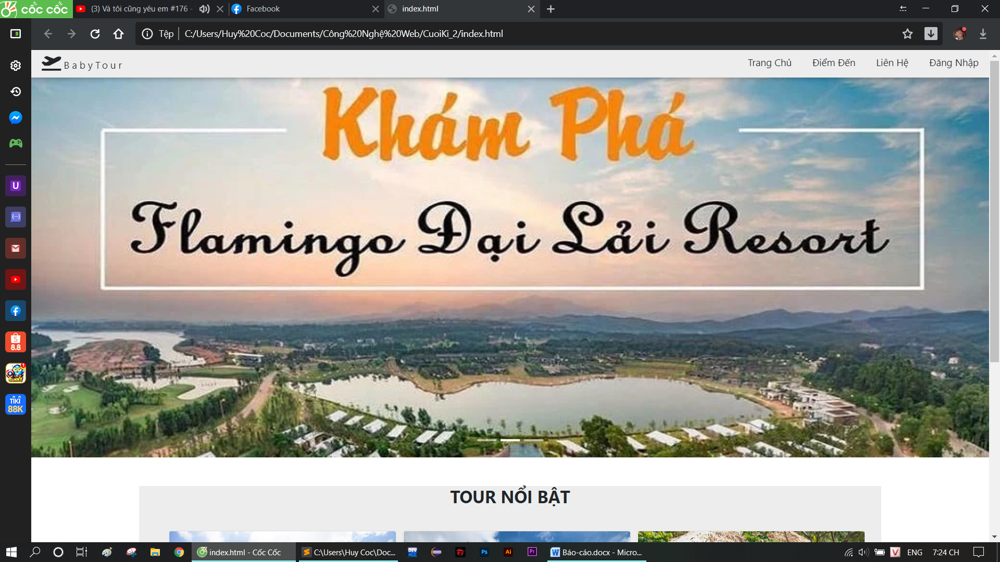 cốc cốc
(3) Và tôi cũng yêu em #176 -
Facebook
index.html
Tệp
C:/Users/Huy%20Coc/Documents/Công%20Nghệ%20Web/CuoiKi_2/index.html
BabyTour
Trang Chủ
Điểm Đến
Liên Hệ
Đăng Nhập
Khám Phá
Flamingo Đại Lải Resort
U
S
8.8
1
GUNNY
TIKI
88K
TOUR NỔI BẬT
index.html - Cốc Cốc
C:\Users\Huy Coc\Doc...
DEV
Ps
Ai
Pr
W
Báo-cáo.docx - Micro...
V
ENG
7:24 CH